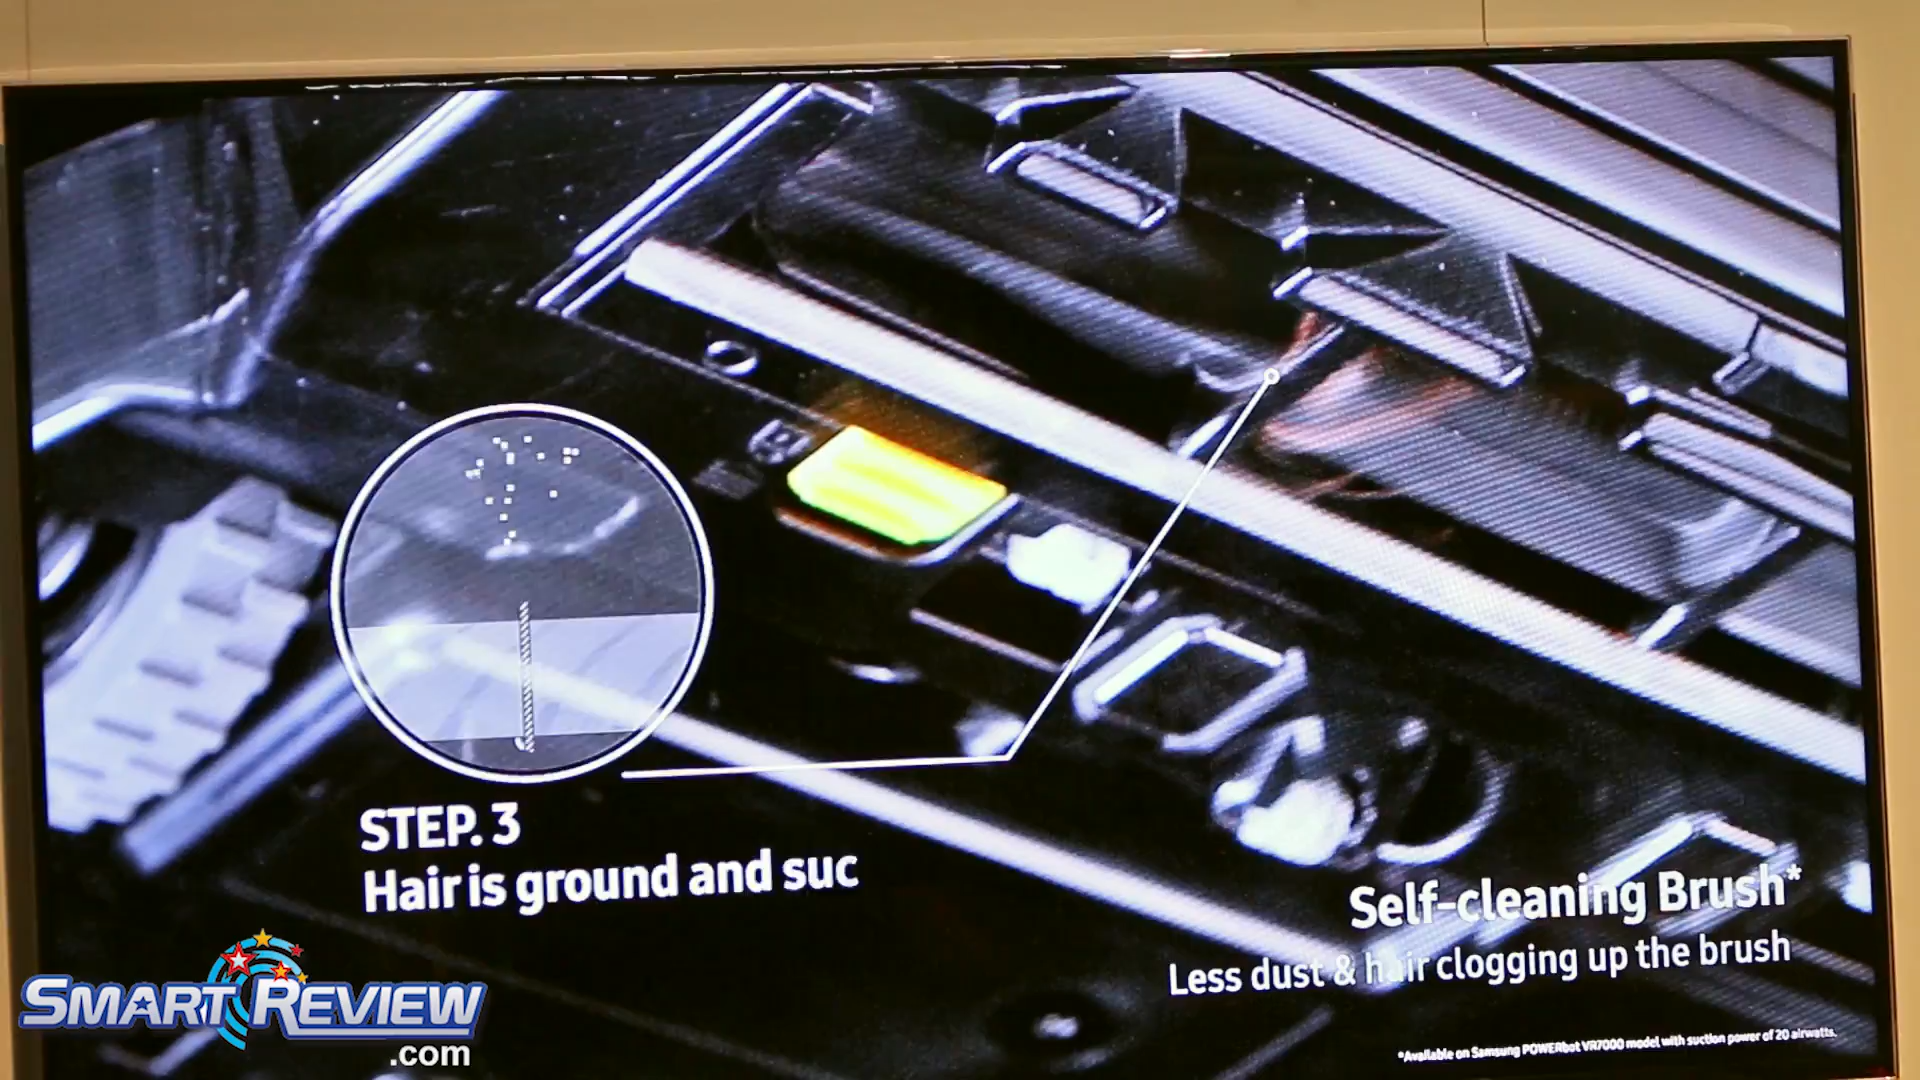 STEP. 3
Hair is ground and suc
Self-cleaning Brush*
Less dust & hair clogging up the brush
*Available on Samsung POWERbot VR7000 model with suction power of 20 airwatts.
SMART REVIEW
.com